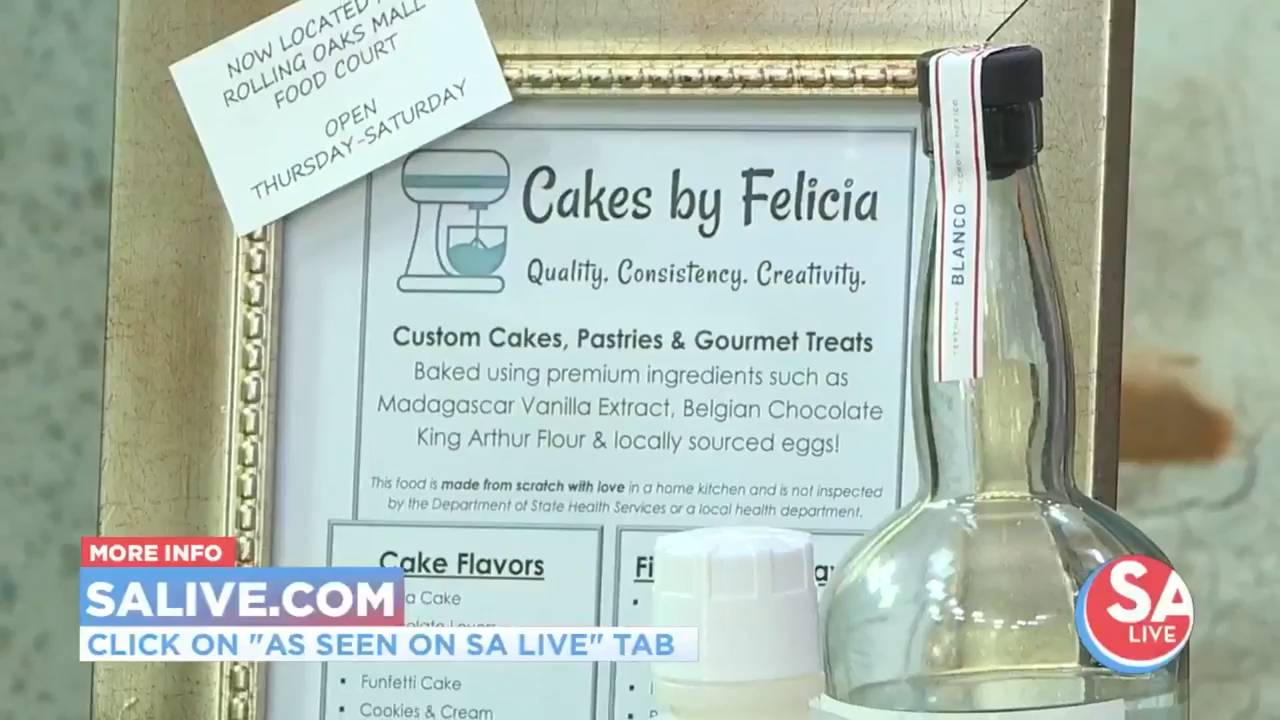 NOW LOCATED
ROLLING OAKS MALL
FOOD COURT
OPEN
THURSDAY-SATURDAY
Cakes by Felicia
Quality. Consistency. Creativity.
Custom Cakes, Pastries & Gourmet Treats
Baked using premium ingredients such as
Madagascar Vanilla Extract, Belgian Chocolate
King Arthur Flour & locally sourced eggs!
This food is made from scratch with love in a home kitchen and is not inspected
by the Department of State Health Services or a local health department.
Cake Flavors
Cake
Funfetti Cake
Cookies & Cream
BLANCO
HECHO EN MEXICO
MORE INFO
SALIVE.COM
CLICK ON "AS SEEN ON SA LIVE" TAB
SA
LIVE